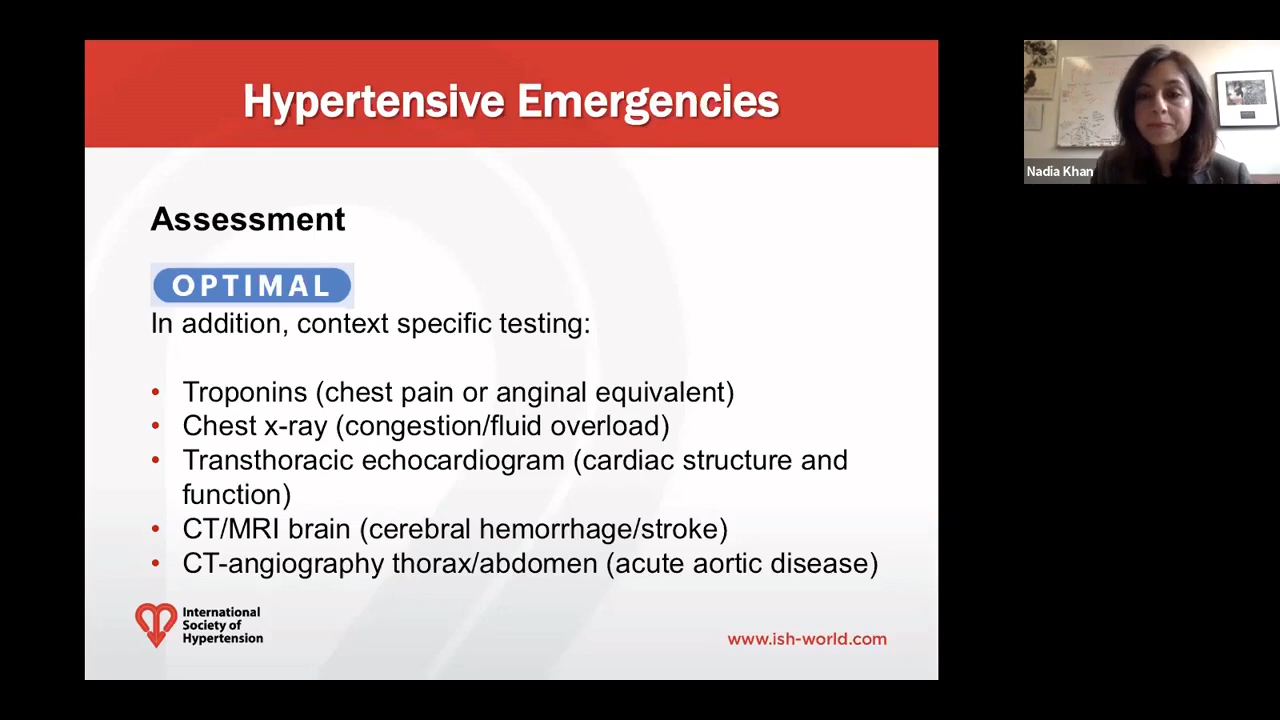 Hypertensive Emergencies
Assessment
OPTIMAL
In addition, context specific testing:
• Troponins (chest pain or anginal equivalent)
• Chest x-ray (congestion/fluid overload)
• Transthoracic echocardiogram (cardiac structure and
function)
• CT/MRI brain (cerebral hemorrhage/stroke)
• CT-angiography thorax/abdomen (acute aortic disease)
International
Society of
Hypertension
www.ish-world.com
Nadia Khan